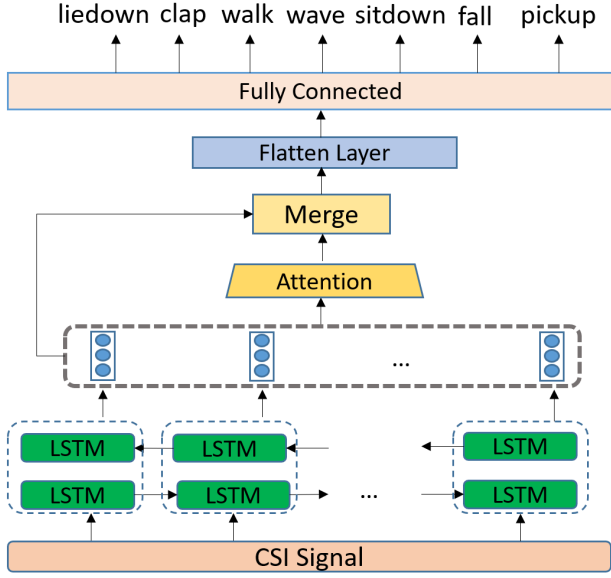 liedown clap walk wave sitdown fall pickup
Fully Connected
Flatten Layer
Merge
Attention
...
LSTM LSTM LSTM
LSTM LSTM ... LSTM
CSI Signal